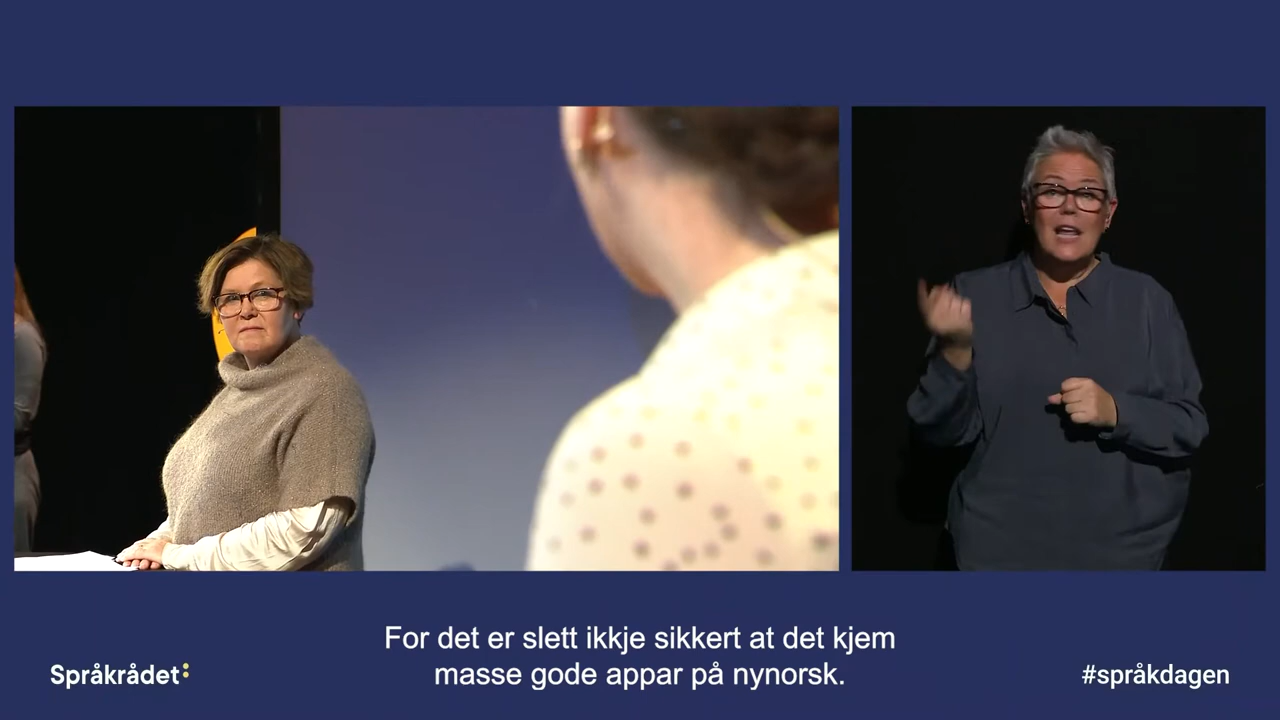 For det er slett ikkje sikkert at det kjem
masse gode appar på nynorsk.
Språkrådet:
#språkdagen